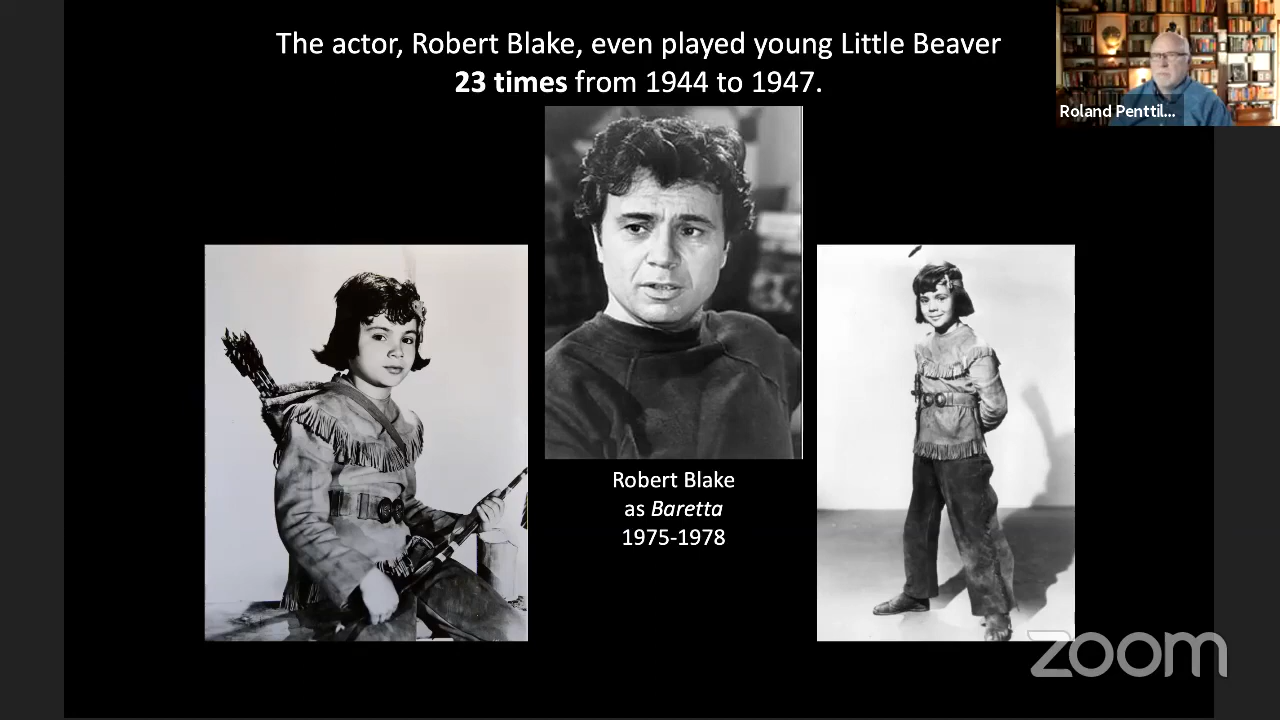 The actor, Robert Blake, even played young Little Beaver
23 times from 1944 to 1947.
Roland Penttil...
Robert Blake
as Baretta
1975-1978
zoom